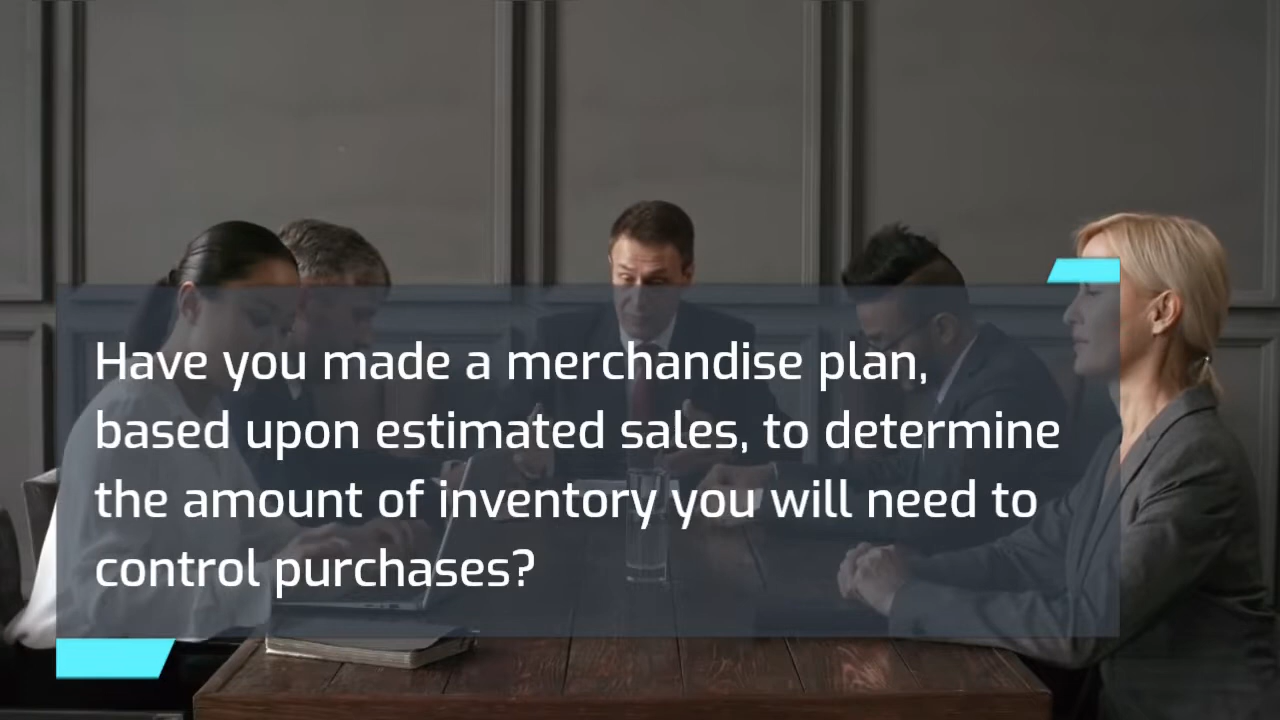 Have you made a merchandise plan,
based upon estimated sales, to determine
the amount of inventory you will need to
control purchases?